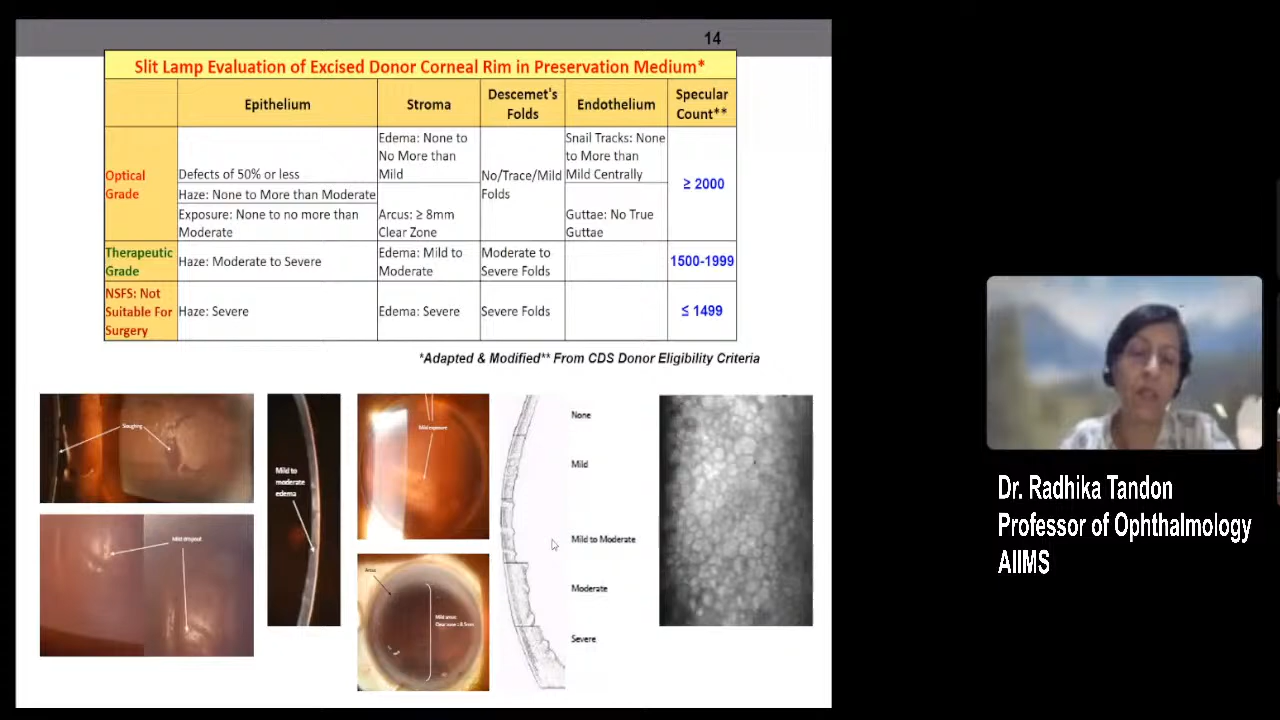 14
Slit Lamp Evaluation of Excised Donor Corneal Rim in Preservation Medium*
Epithelium
Stroma
Descemet's
Folds
Endothelium
Specular
Count**
Optical
Grade
Defects of 50% or less
Haze: None to More than Moderate
Exposure: None to no more than
Moderate
Edema: None to
No More than
Mild
Arcus: ≥ 8mm
Clear Zone
No/Trace/Mild
Folds
Snail Tracks: None
to More than
Mild Centrally
Guttae: No True
Guttae
≥ 2000
Therapeutic
Grade
Haze: Moderate to Severe
Edema: Mild to
Moderate
Moderate to
Severe Folds
1500-1999
NSFS: Not
Suitable For
Surgery
Haze: Severe
Edema: Severe
Severe Folds
≤ 1499
*Adapted & Modified** From CDS Donor Eligibility Criteria
Sloughing
Mild to
moderate
edema
Mild exposure
None
Mild
Mild to Moderate
Moderate
Severe
Arcus
Mild arcus
Dr. Radhika Tandon
Professor of Ophthalmology
AIIMS